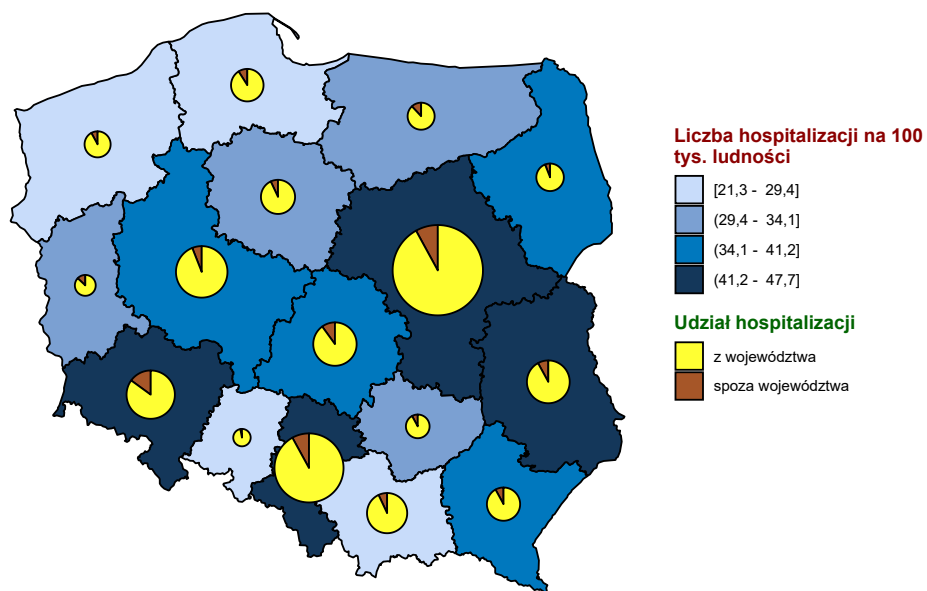 Liczba hospitalizacji na 100
tys. ludności
[21,3 - 29,4]
(29,4 - 34,1]
(34,1 - 41,2]
(41,2 - 47,7]
Udział hospitalizacji
z województwa
spoza województwa